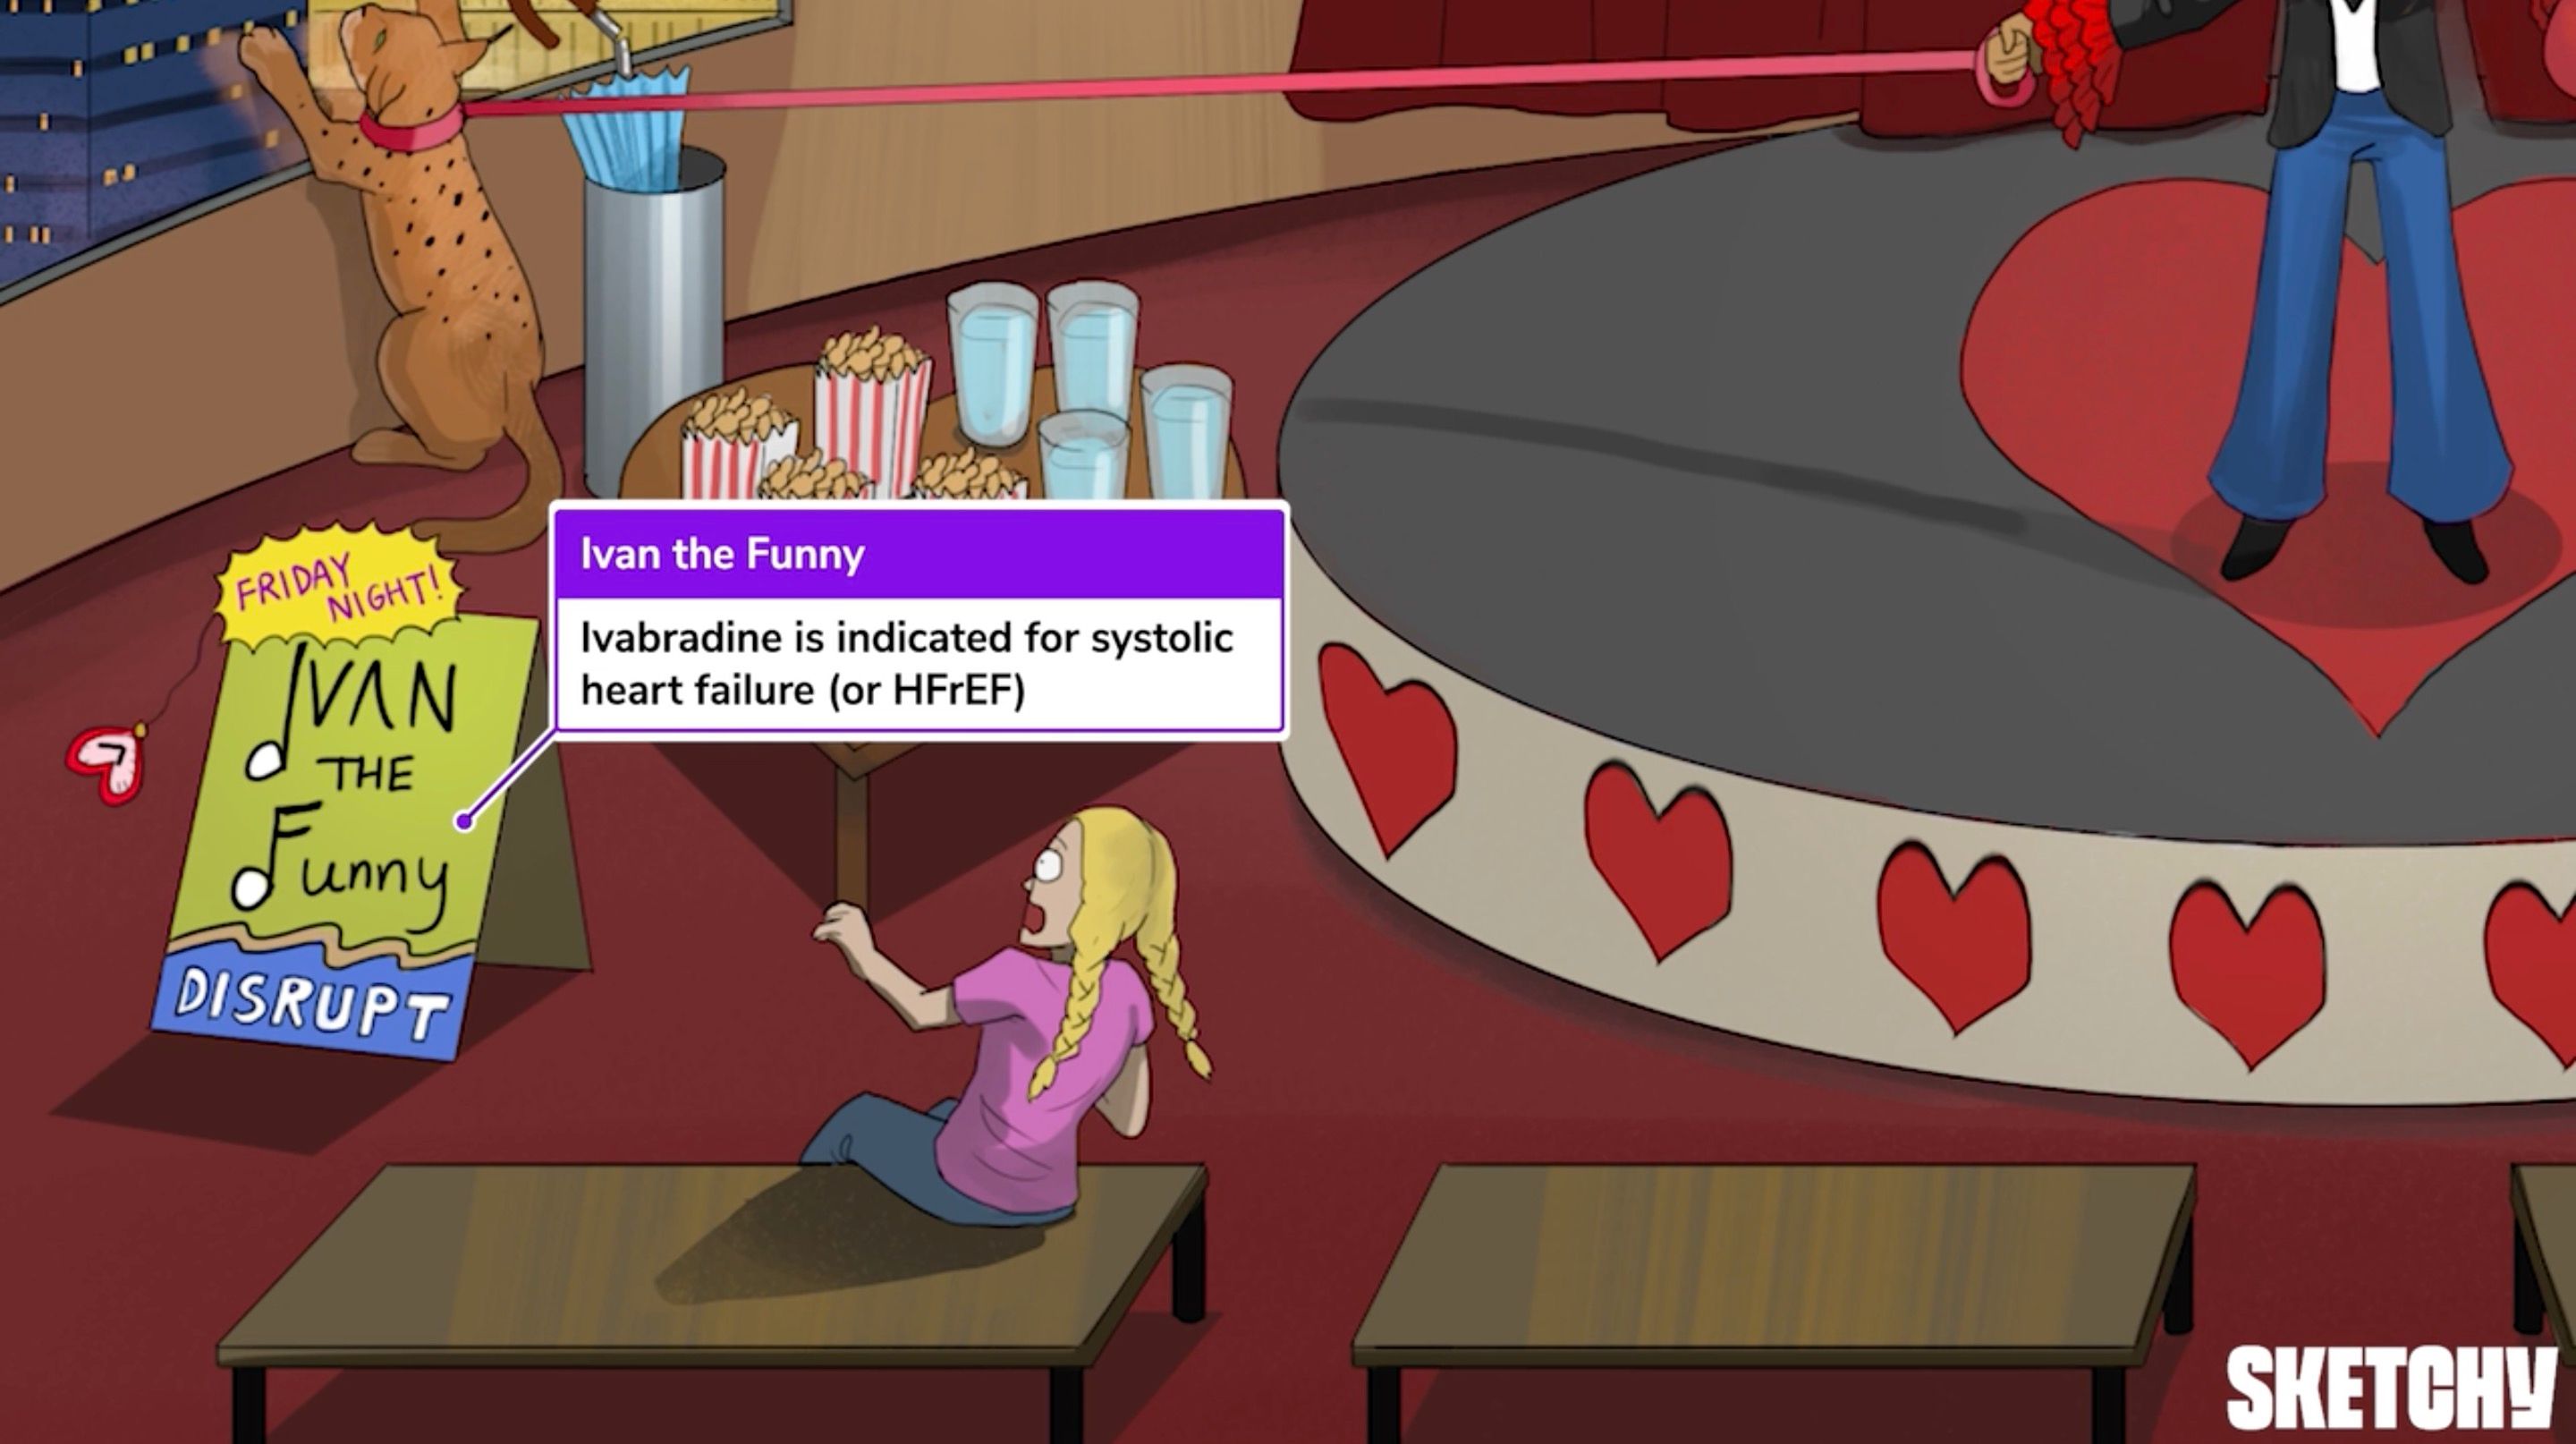 FRIDAY
NIGHT!
IVAN
THE
Funny
DISRUPT
Ivan the Funny
Ivabradine is indicated for systolic
heart failure (or HFrEF)
SKETCHY